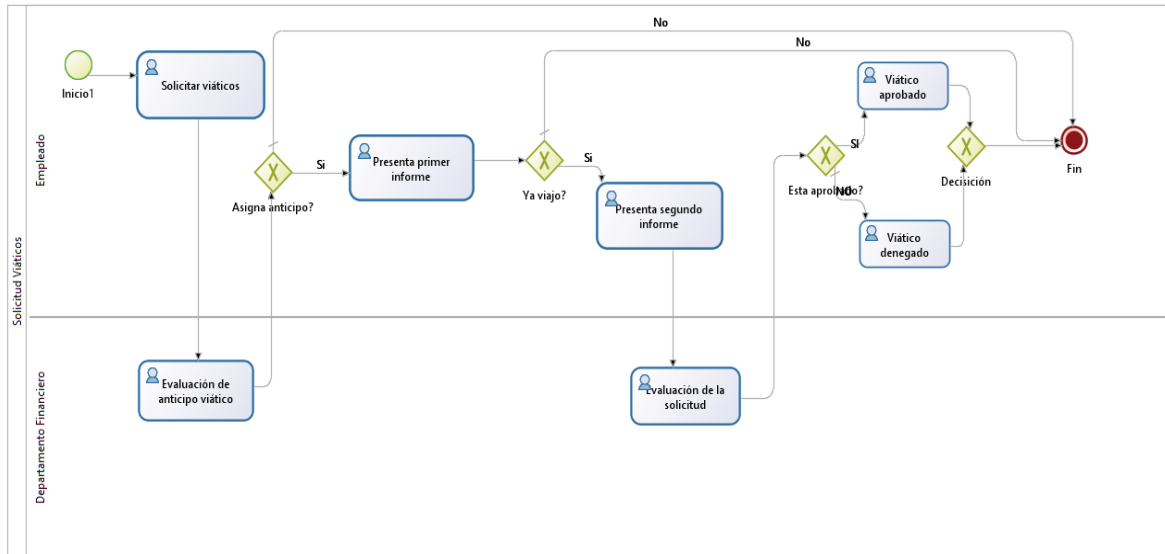 Solicitud Viáticos
Empleado
Departamento Financiero
Inicio1
Solicitar viáticos
No
No
Asigna anticipo?
Si
Presenta primer
informe
Ya viajo?
Si
Presenta segundo
informe
Esta aprobado?
SI
NO
Viático
aprobado
Viático
denegado
Decisición
Fin
Evaluación de
anticipo viático
Evaluación de la
solicitud